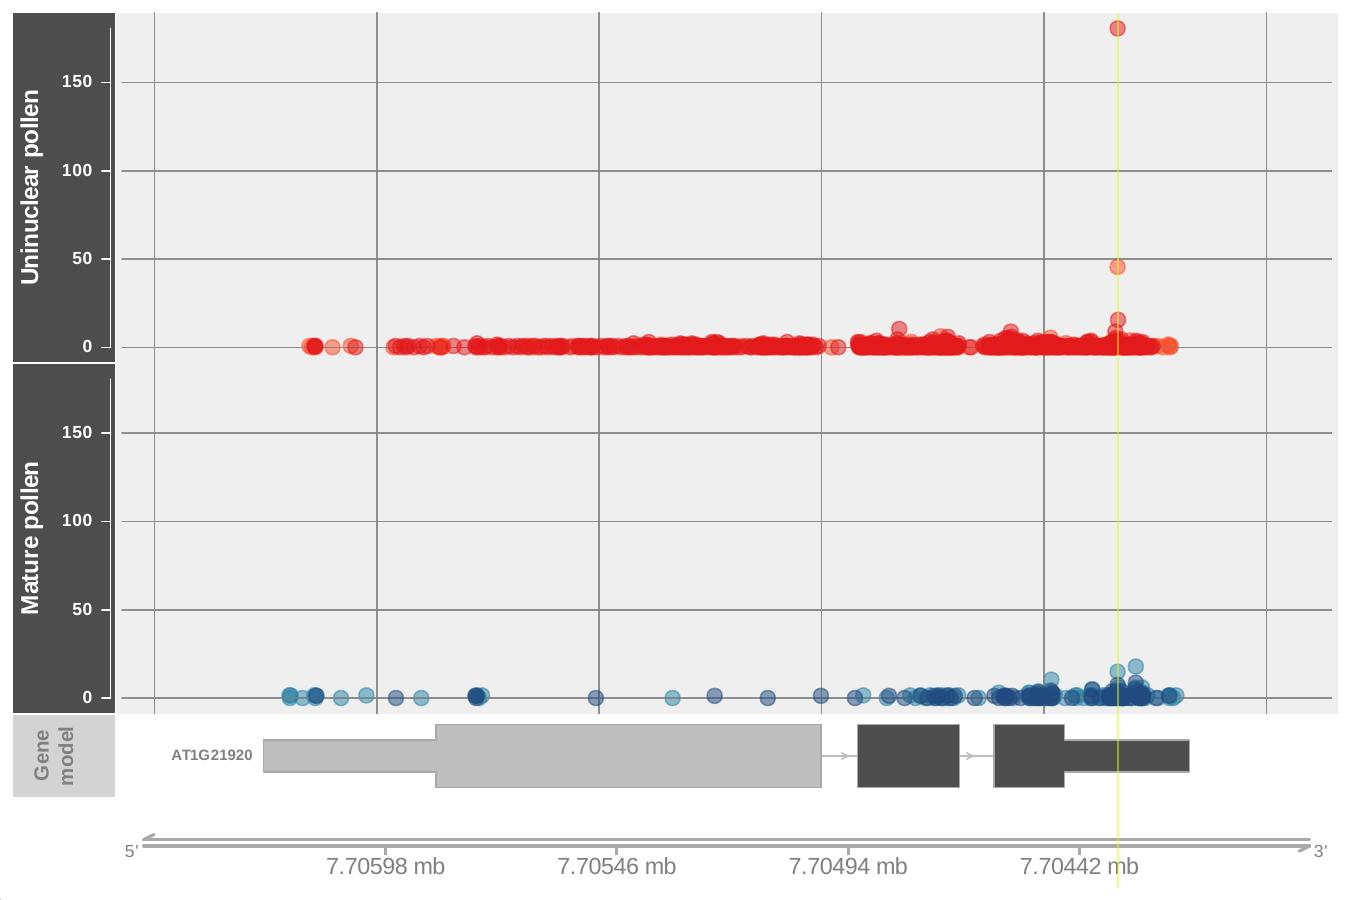 Uninuclear pollen
150
100
50
0
Mature pollen
150
100
50
0
Gene
model
AT1G21920
5'
3'
7.70598 mb
7.70546 mb
7.70494 mb
7.70442 mb